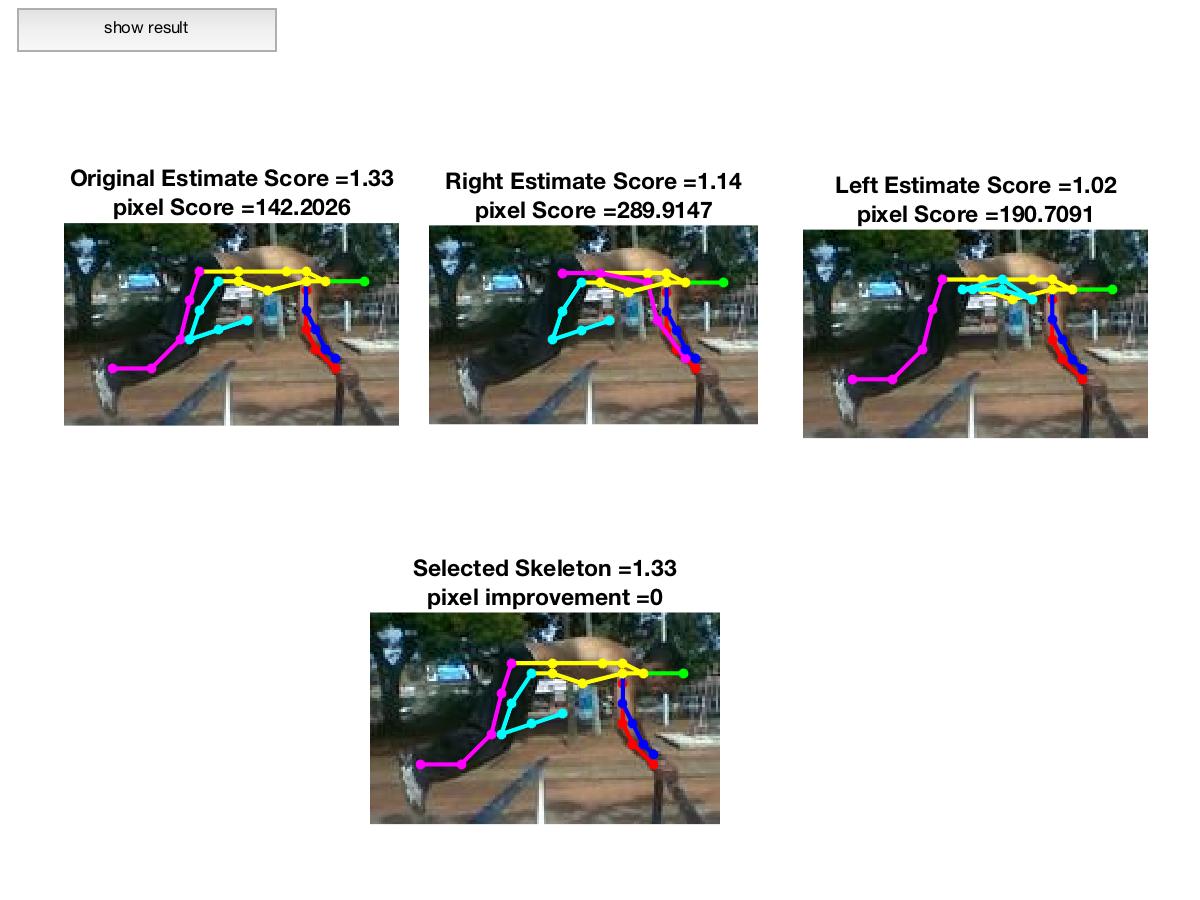 show result
Original Estimate Score =1.33
pixel Score =142.2026
Right Estimate Score =1.14
pixel Score =289.9147
Left Estimate Score =1.02
pixel Score =190.7091
Selected Skeleton =1.33
pixel improvement =0